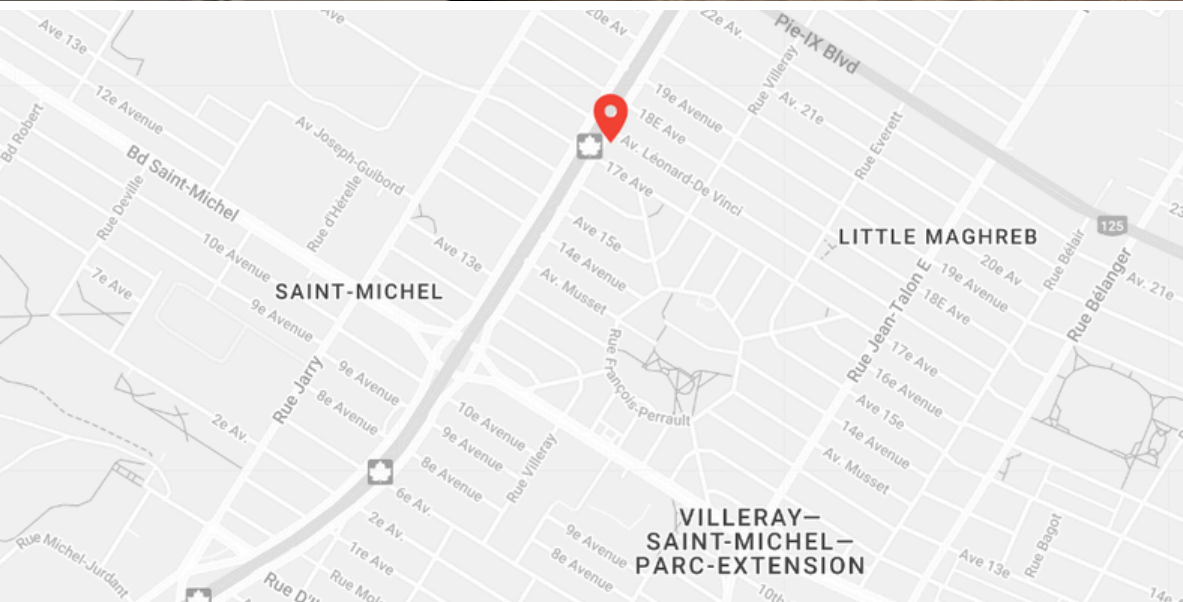 Ave
20e Av
22e Av.
Pie-IX Blvd
Ave 13e
12e Avenue
19e Avenue
Rue Villeray
Av. 21e
18E Ave
Bd Robert
Av Joseph-Guibord
Av. Léonard-De Vinci
Rue Everett
Bd Saint-Michel
17e Ave
Rue Deville
Rue d'Hérelle
125
23
10e Avenue
Ave 13e
Ave 15e
LITTLE MAGHREB
Rue Bélair
7e Ave
14e Avenue
20e Av
19e Avenue
Av. 21e
SAINT-MICHEL
Av. Musset
18E Ave
Rue Bélanger
9e Avenue
Rue Jean-Talon E
Rue Jarry
9e Avenue
Rue François-Perrault
17e Ave
8e Avenue
16e Avenue
2e Av.
10e Avenue
Ave 15e
9e Avenue
14e Avenue
8e Avenue
Rue Villeray
Av. Musset
6e Av.
2e Av.
VILLERAY—
SAINT-MICHEL—
PARC-EXTENSION
9e Avenue
8e Avenue
Rue Michel-Jurdant
1re Ave
Ave 13e
Rue Bagot
10th
14e